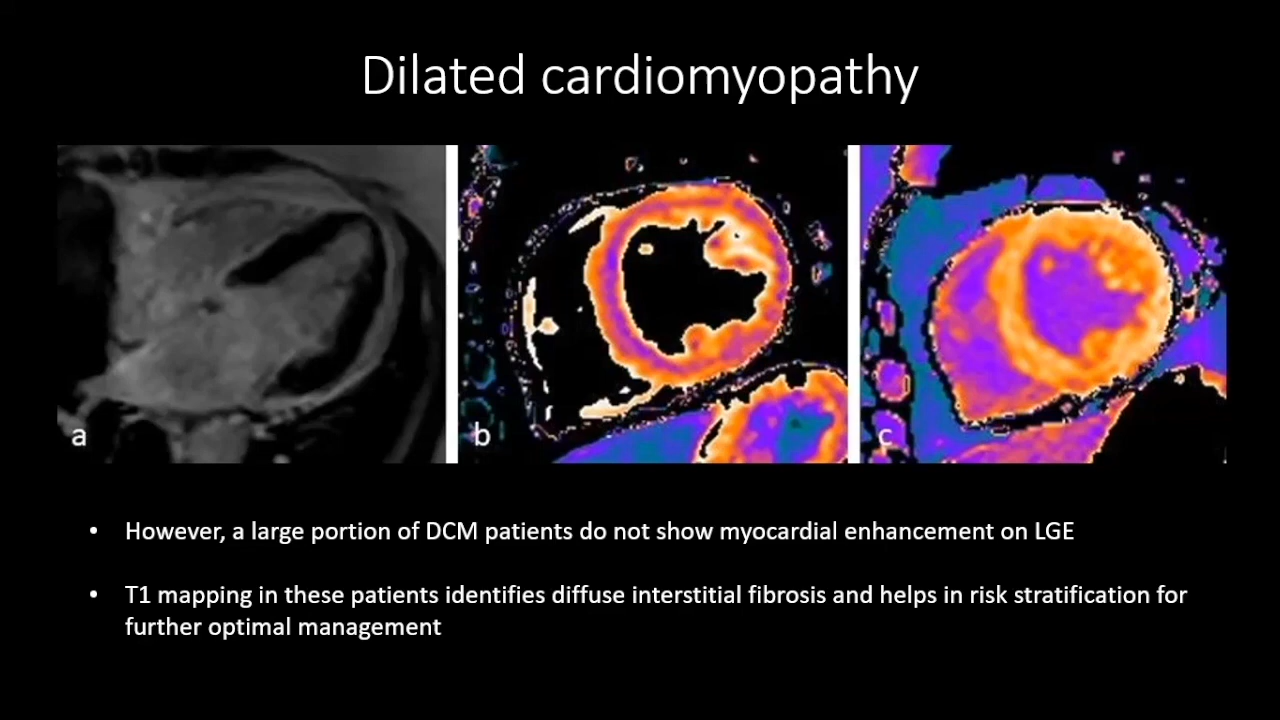 Dilated cardiomyopathy
a
b
c
• However, a large portion of DCM patients do not show myocardial enhancement on LGE
• T1 mapping in these patients identifies diffuse interstitial fibrosis and helps in risk stratification for
further optimal management